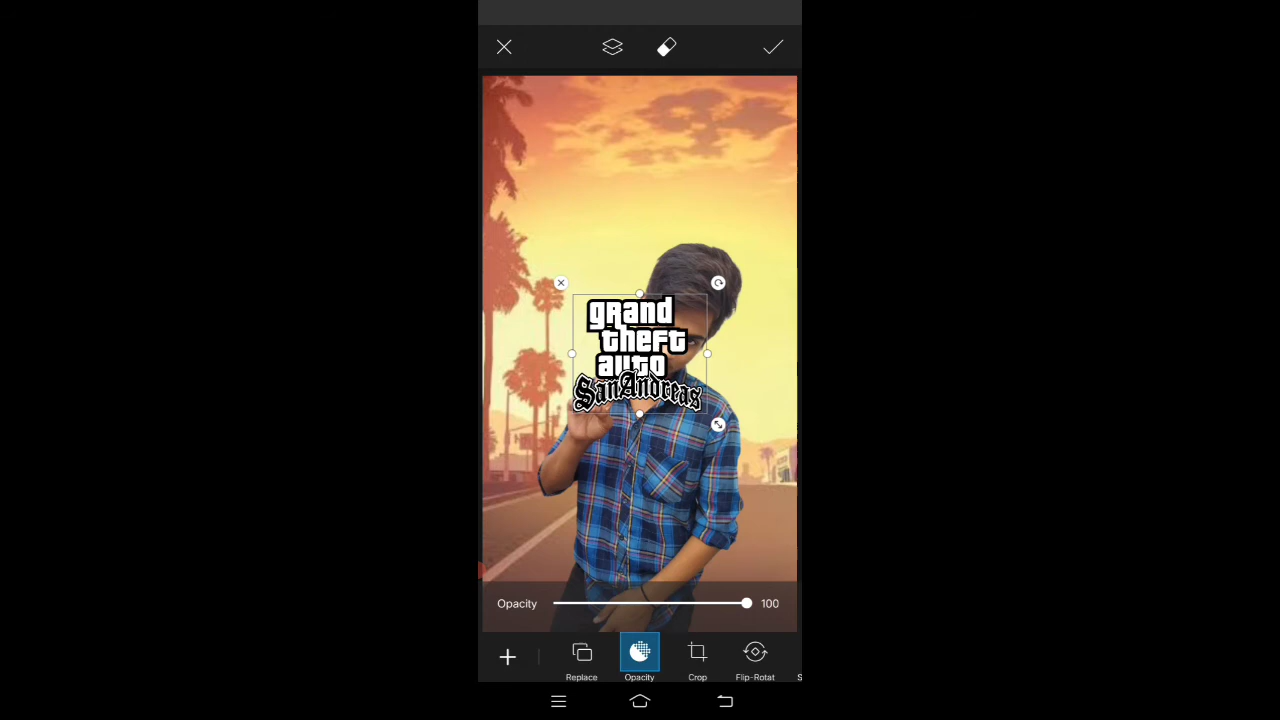 grand
theft
auto
SanAndreas
Opacity 100
Replace Opacity Crop Flip-Rotat S